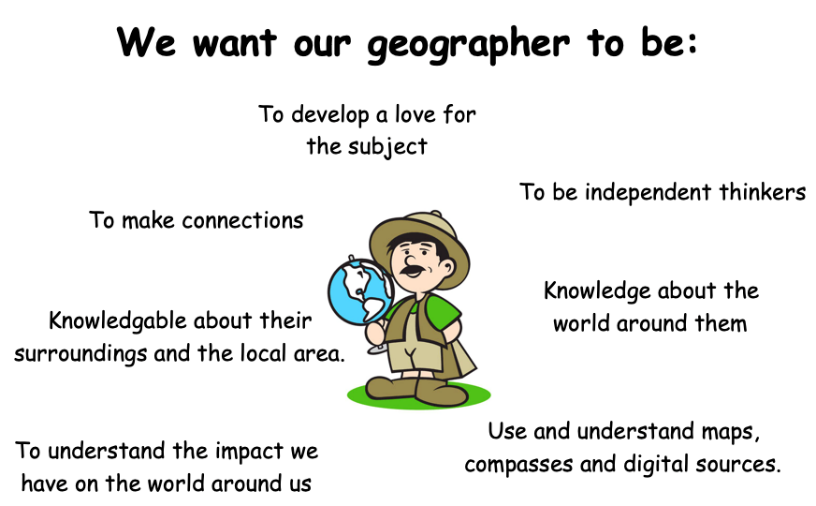 We want our geographer to be:
To develop a love for
the subject
To be independent thinkers
To make connections
Knowledge about the
world around them
Knowledgable about their
surroundings and the local area.
Use and understand maps,
compasses and digital sources.
To understand the impact we
have on the world around us